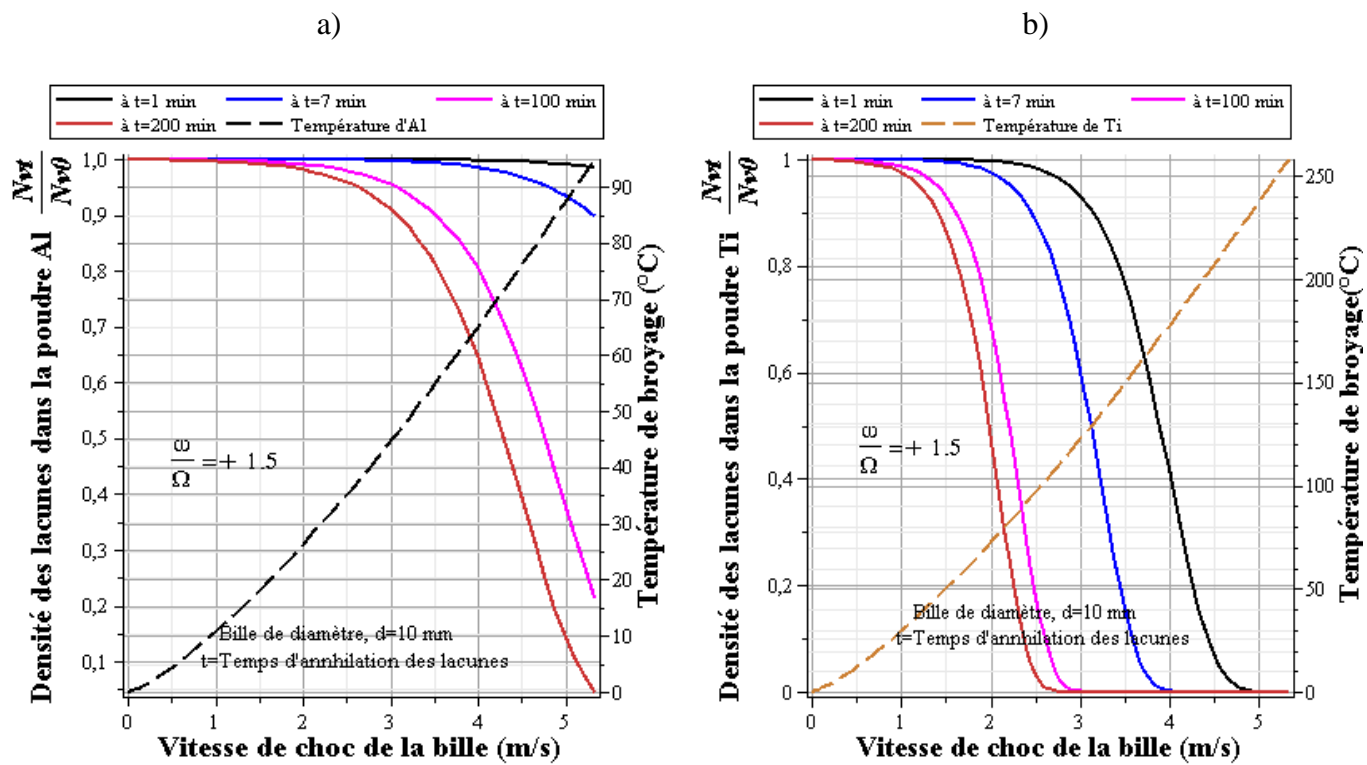 a)
b)
à t=1 min à t=7 min à t=100 min
à t=200 min Température d'Al
à t=1 min à t=7 min à t=100 min
à t=200 min Température de Ti
Densité des lacunes dans la poudre Al Nvt/Nv0
1,0
0,9
0,8
0,7
0,6
0,5
0,4
0,3
0,2
0,1
ω/Ω =+ 1.5
Bille de diamètre, d=10 mm
t=Temps d'annhilation des lacunes
90
80
70
60
50
40
30
20
10
0
Température de broyage (°C)
0 1 2 3 4 5
Vitesse de choc de la bille (m/s)
Densité des lacunes dans la poudre Ti Nvt/Nv0
1
0,8
0,6
0,4
0,2
0
ω/Ω =+ 1.5
Bille de diamètre, d=10 mm
t=Temps d'annhilation des lacunes
250
200
150
100
50
0
Température de broyage(°C)
0 1 2 3 4 5
Vitesse de choc de la bille (m/s)